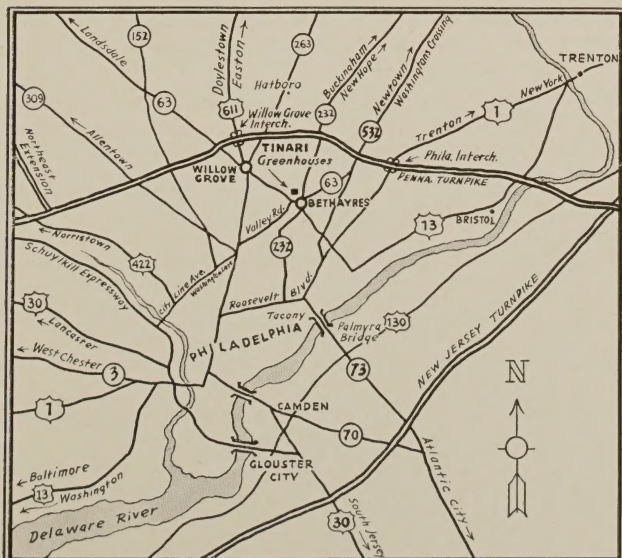 ← Lansdale
152
Doylestown
Easton →
263
Hatboro
Buckingham →
New Hope →
Newtown →
Washingtons Crossing
TRENTON
309
63
611
Willow Grove
Interch.
232
532
New York
1
Trenton →
Northeast
Extension
← Allentown
TINARI
Greenhouses
Phila. Interch.
WILLOW
GROVE
63
PENNA. TURNPIKE
BETHAYRES
Valley Rd.
← Norristown
Schuylkill Expressway
422
City Line Ave.
Washington Lane
232
13
BRISTOL
30
← Lancaster
Roosevelt Blvd.
Tacony
Palmyra
Bridge
130
PHILADELPHIA
← West Chester
3
73
NEW JERSEY TURNPIKE
N
1
CAMDEN
70
GLOUSTER
CITY
← Baltimore
13
← Washington
Delaware River
30
South Jersey →
Atlantic City →